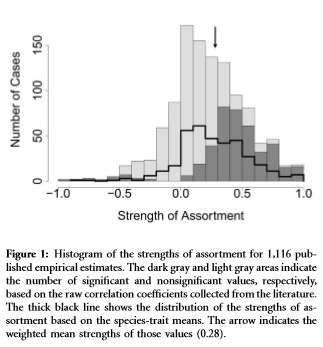 150
100
50
0
Number of Cases
−1.0 −0.5 0.0 0.5 1.0
Strength of Assortment
Figure 1: Histogram of the strengths of assortment for 1,116 pub-
lished empirical estimates. The dark gray and light gray areas indicate
the number of significant and nonsignificant values, respectively,
based on the raw correlation coefficients collected from the literature.
The thick black line shows the distribution of the strengths of as-
sortment based on the species-trait means. The arrow indicates the
weighted mean strengths of those values (0.28).